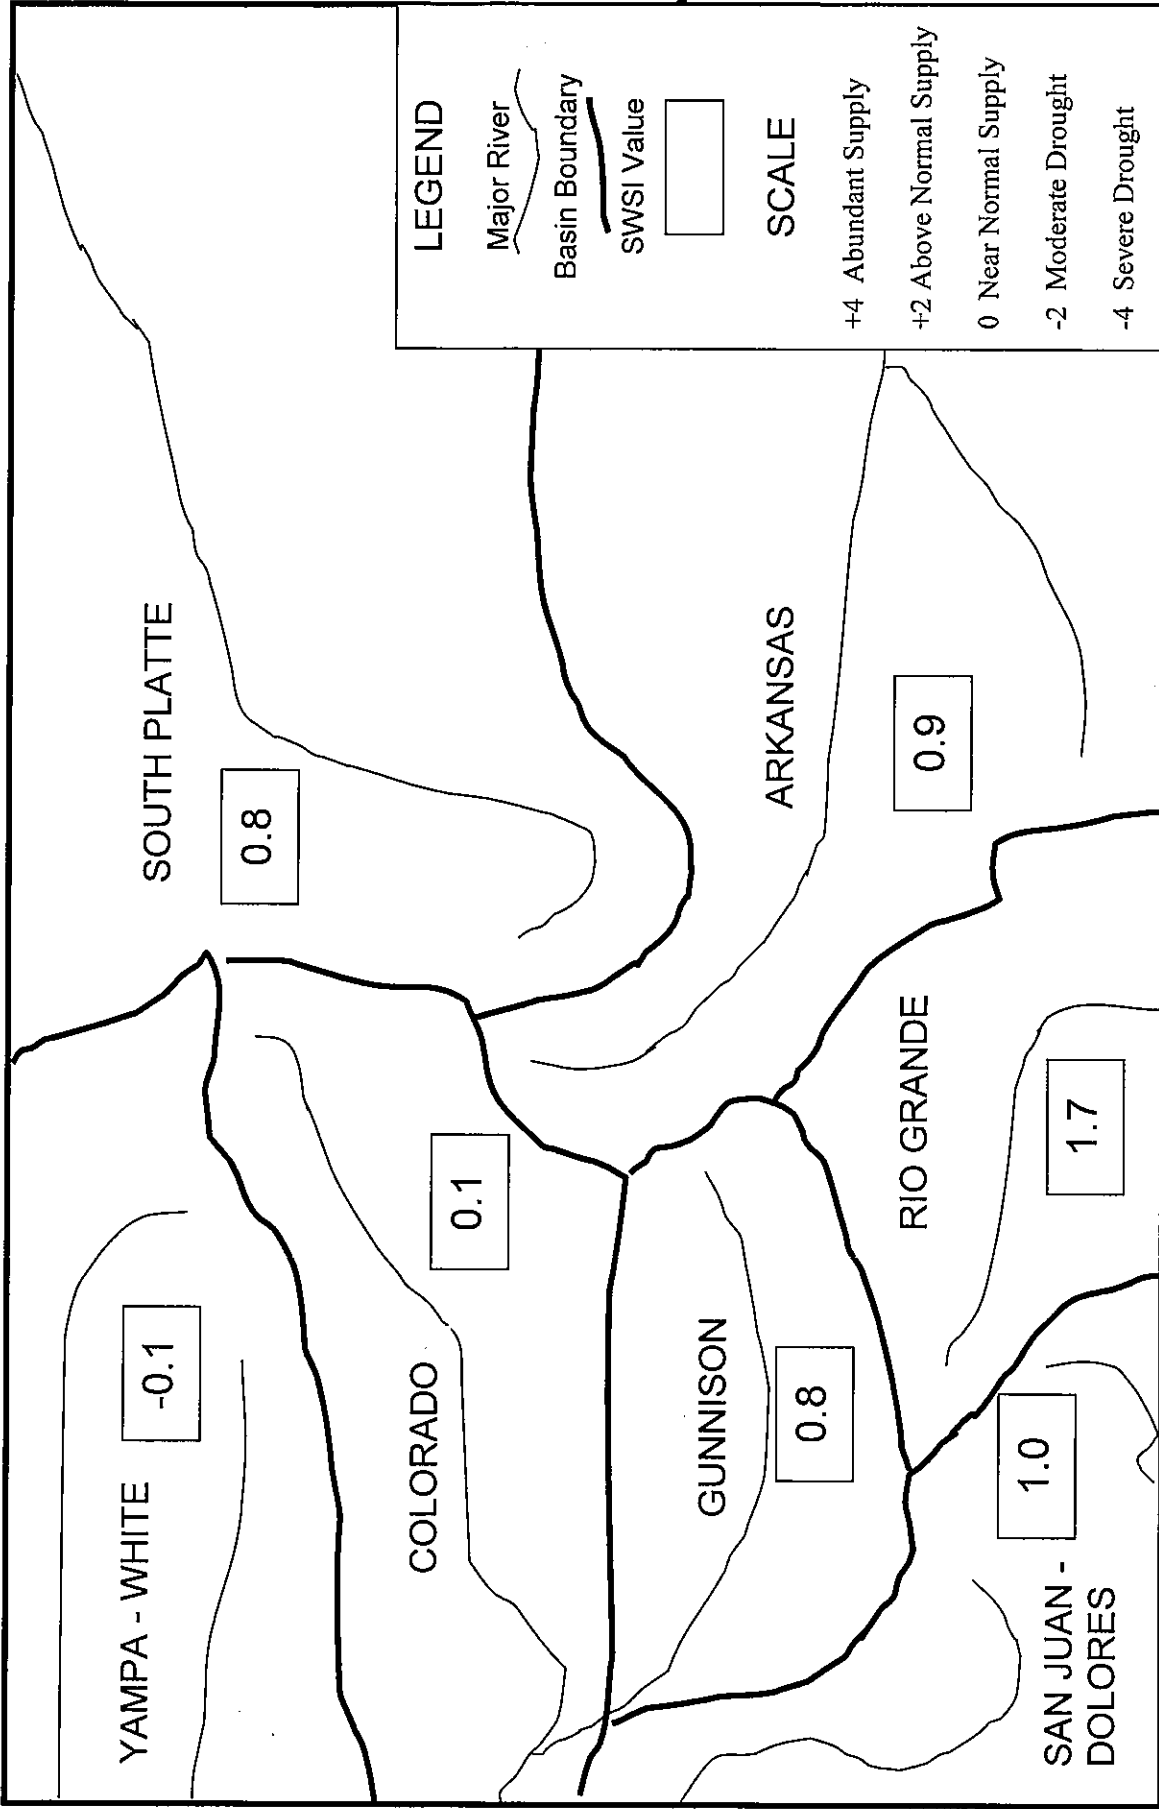 YAMPA - WHITE
-0.1
SOUTH PLATTE
0.8
COLORADO
0.1
GUNNISON
0.8
ARKANSAS
0.9
RIO GRANDE
1.7
SAN JUAN -
DOLORES
1.0
LEGEND
Major River
Basin Boundary
SWSI Value
SCALE
+4 Abundant Supply
+2 Above Normal Supply
0 Near Normal Supply
-2 Moderate Drought
-4 Severe Drought